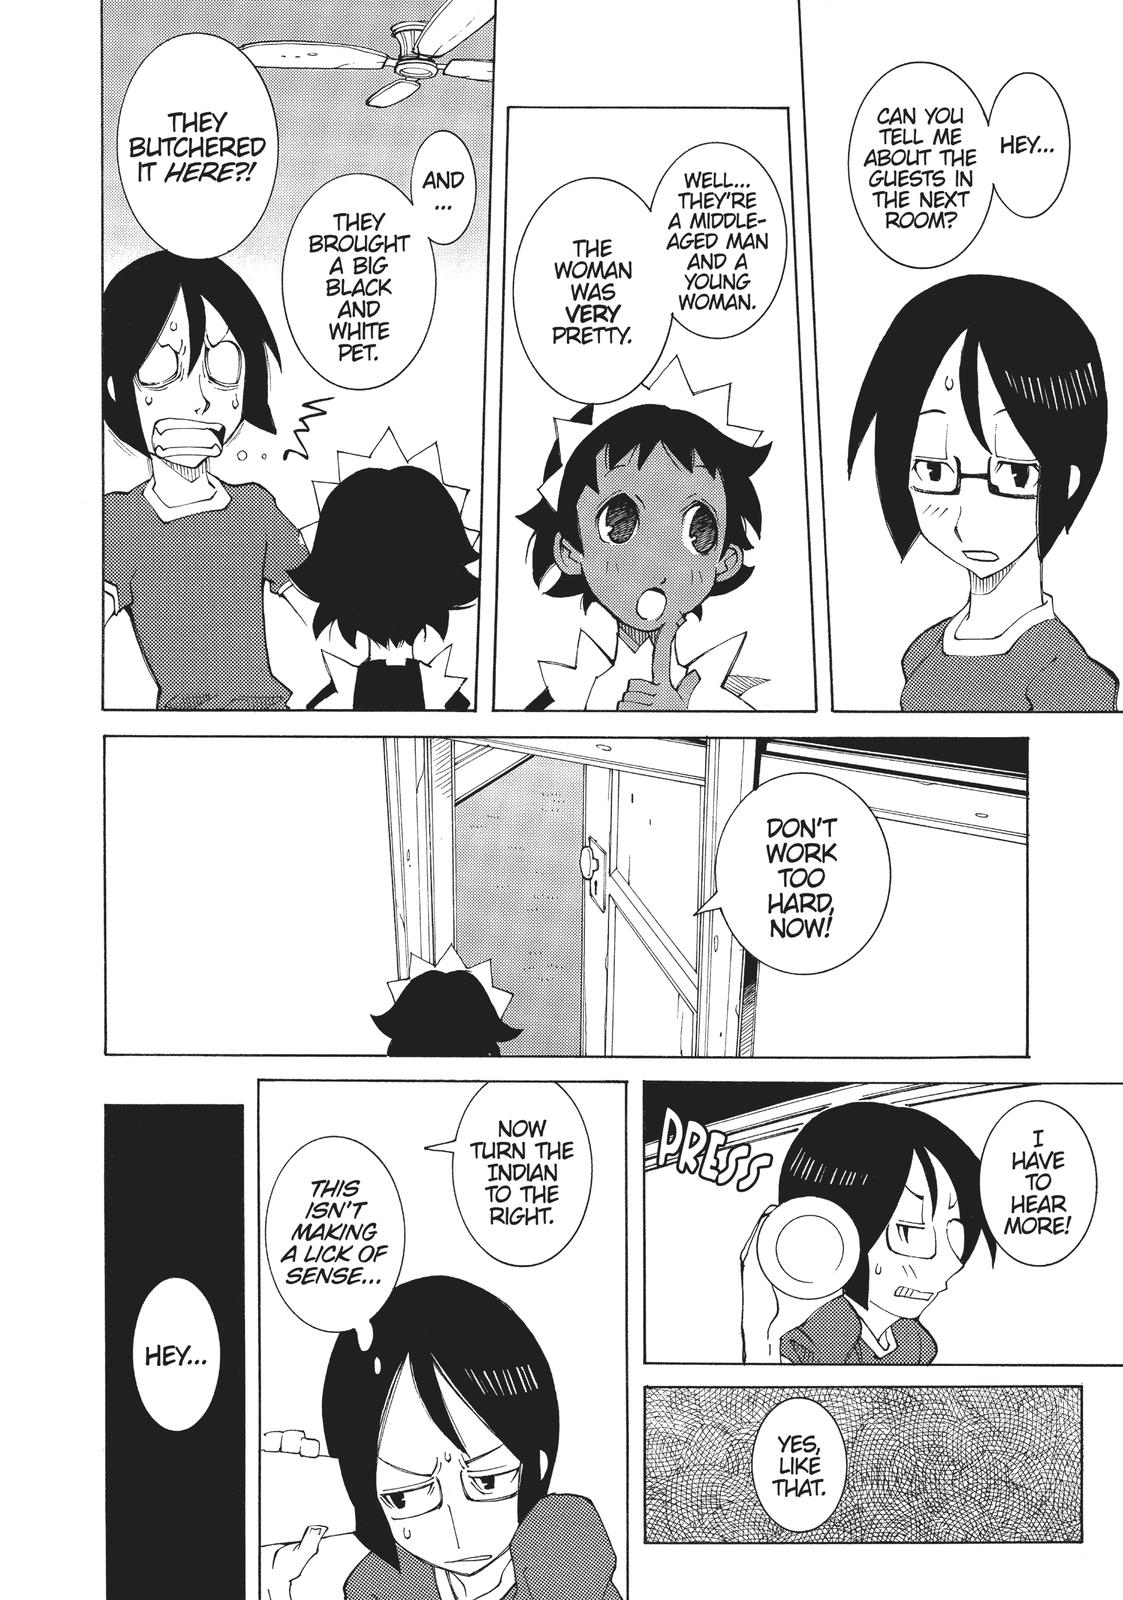 HEY...
CAN YOU
TELL ME
ABOUT THE
GUESTS IN
THE NEXT
ROOM?
WELL...
THEY'RE
A MIDDLE-
AGED MAN
AND A
YOUNG
WOMAN.
THE
WOMAN
WAS
VERY
PRETTY.
AND
...
THEY
BROUGHT
A BIG
BLACK
AND
WHITE
PET.
THEY
BUTCHERED
IT HERE?!
DON'T
WORK
TOO
HARD,
NOW!
I
HAVE
TO
HEAR
MORE!
PRESS
YES,
LIKE
THAT.
NOW
TURN THE
INDIAN
TO THE
RIGHT.
THIS
ISN'T
MAKING
A LICK OF
SENSE...
HEY...